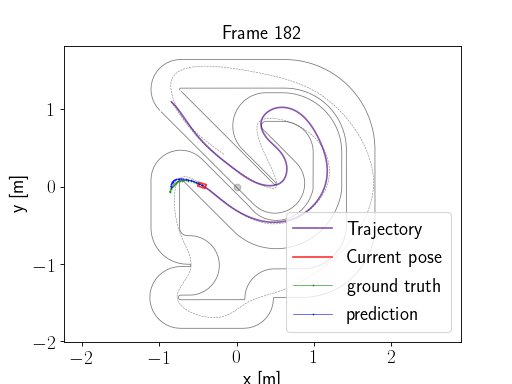 Frame 182
y [m]
1
0
−1
−2
Trajectory
Current pose
ground truth
prediction
−2 −1 0 1 2
x [m]